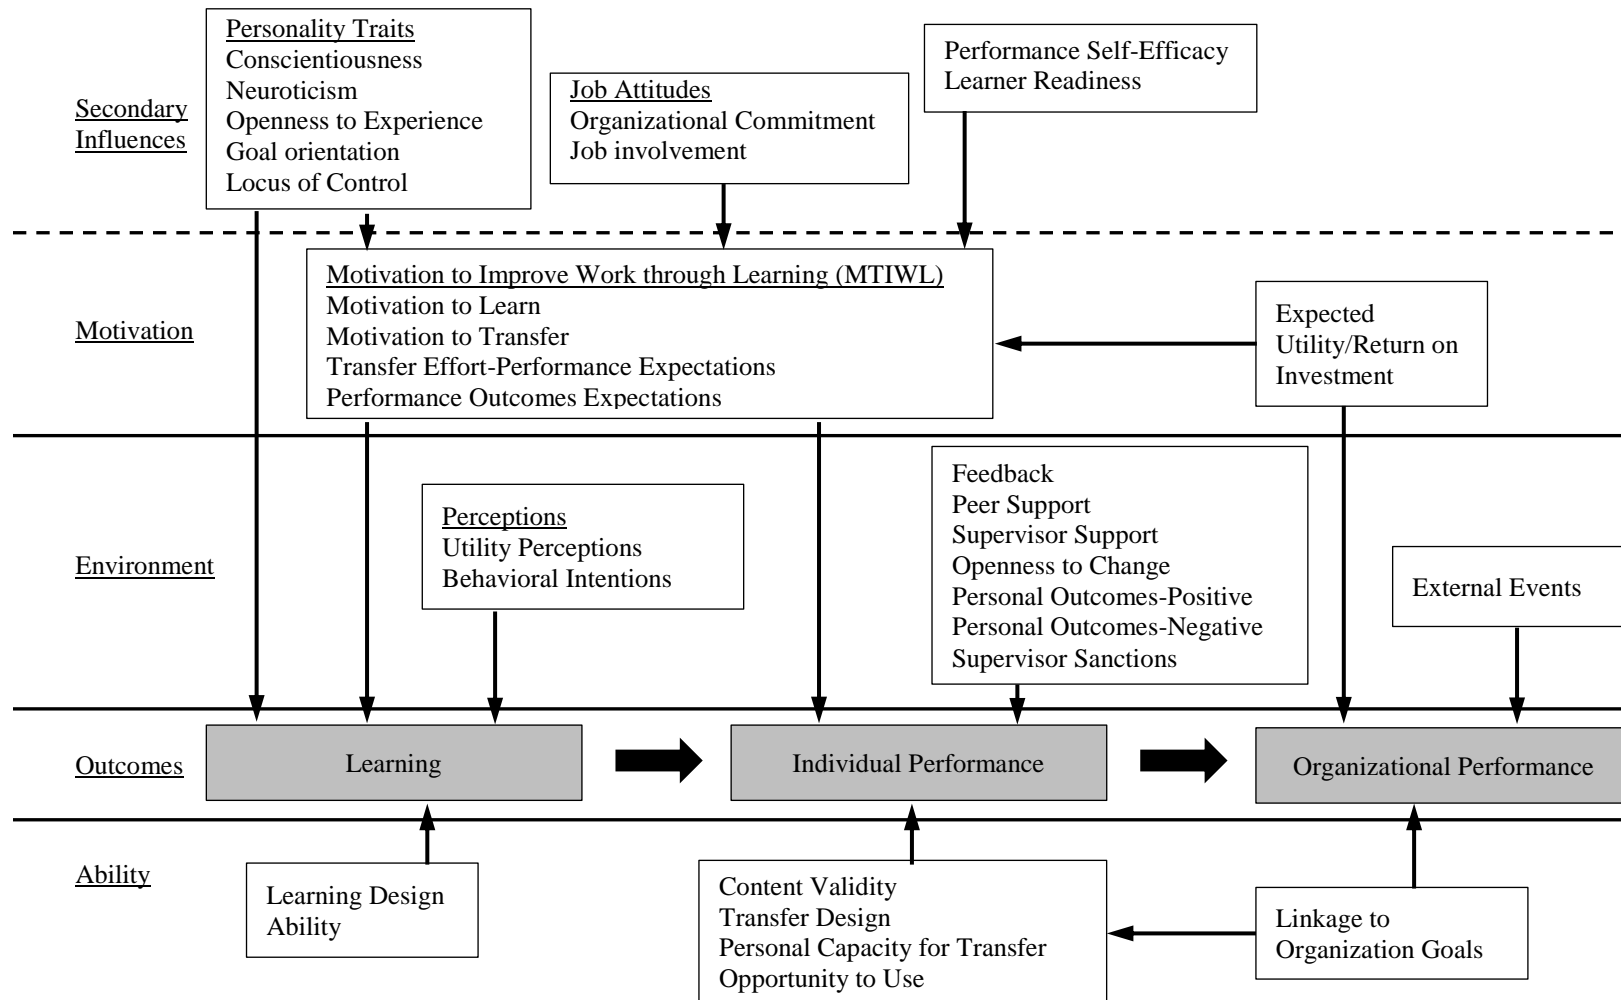 Secondary
Influences
Personality Traits
Conscientiousness
Neuroticism
Openness to Experience
Goal orientation
Locus of Control
Job Attitudes
Organizational Commitment
Job involvement
Performance Self-Efficacy
Learner Readiness
Motivation
Motivation to Improve Work through Learning (MTIWL)
Motivation to Learn
Motivation to Transfer
Transfer Effort-Performance Expectations
Performance Outcomes Expectations
Expected
Utility/Return on
Investment
Environment
Perceptions
Utility Perceptions
Behavioral Intentions
Feedback
Peer Support
Supervisor Support
Openness to Change
Personal Outcomes-Positive
Personal Outcomes-Negative
Supervisor Sanctions
External Events
Outcomes
Learning
Individual Performance
Organizational Performance
Ability
Learning Design
Ability
Content Validity
Transfer Design
Personal Capacity for Transfer
Opportunity to Use
Linkage to
Organization Goals